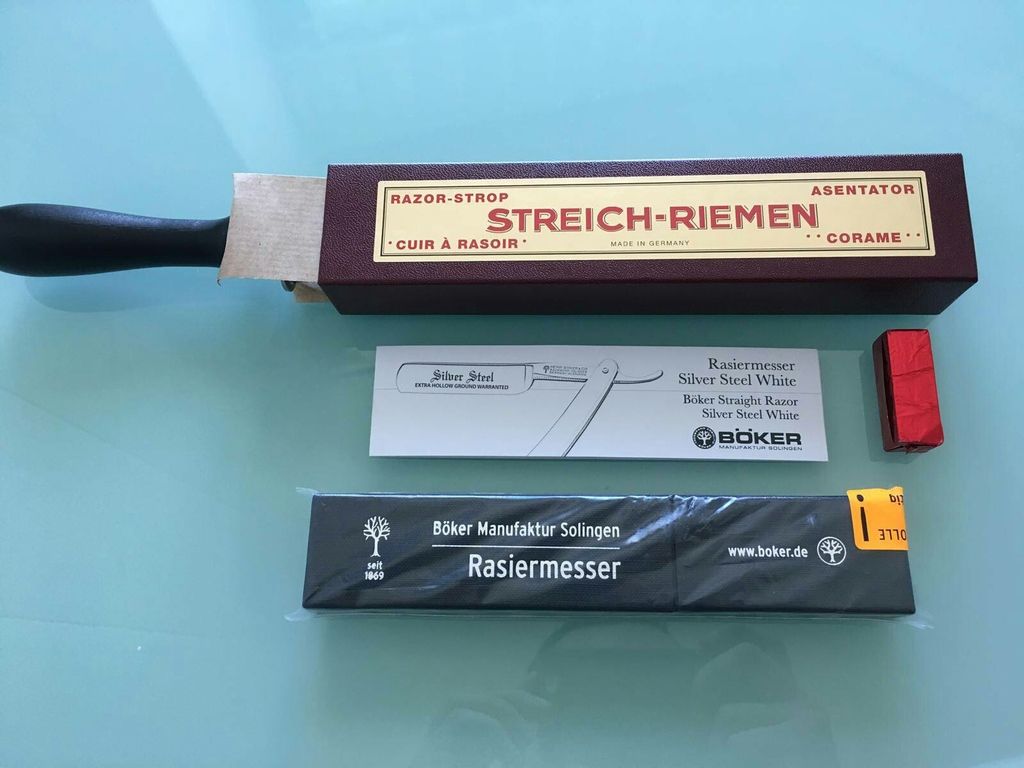 RAZOR-STROP
ASENTATOR
STREICH-RIEMEN
• CUIR À RASOIR •
MADE IN GERMANY
•• CORAME ••
Silver Steel
EXTRA HOLLOW GROUND WARRANTED
Rasiermesser
Silver Steel White
Böker Straight Razor
Silver Steel White
BÖKER
MANUFAKTUR SOLINGEN
seit
1869
Böker Manufaktur Solingen
Rasiermesser
www.boker.de
i
OLLE
zig